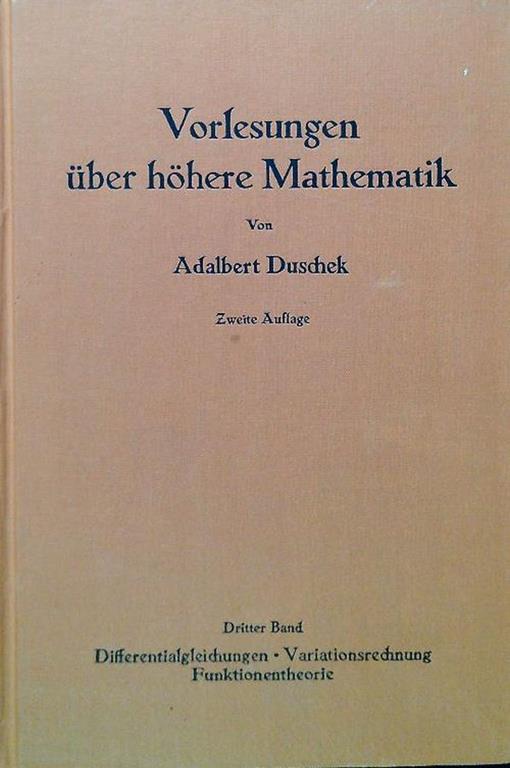 Vorlesungen
über höhere Mathematik
Von
Adalbert Duschek
Zweite Auflage
Dritter Band
Differentialgleichungen • Variationsrechnung
Funktionentheorie